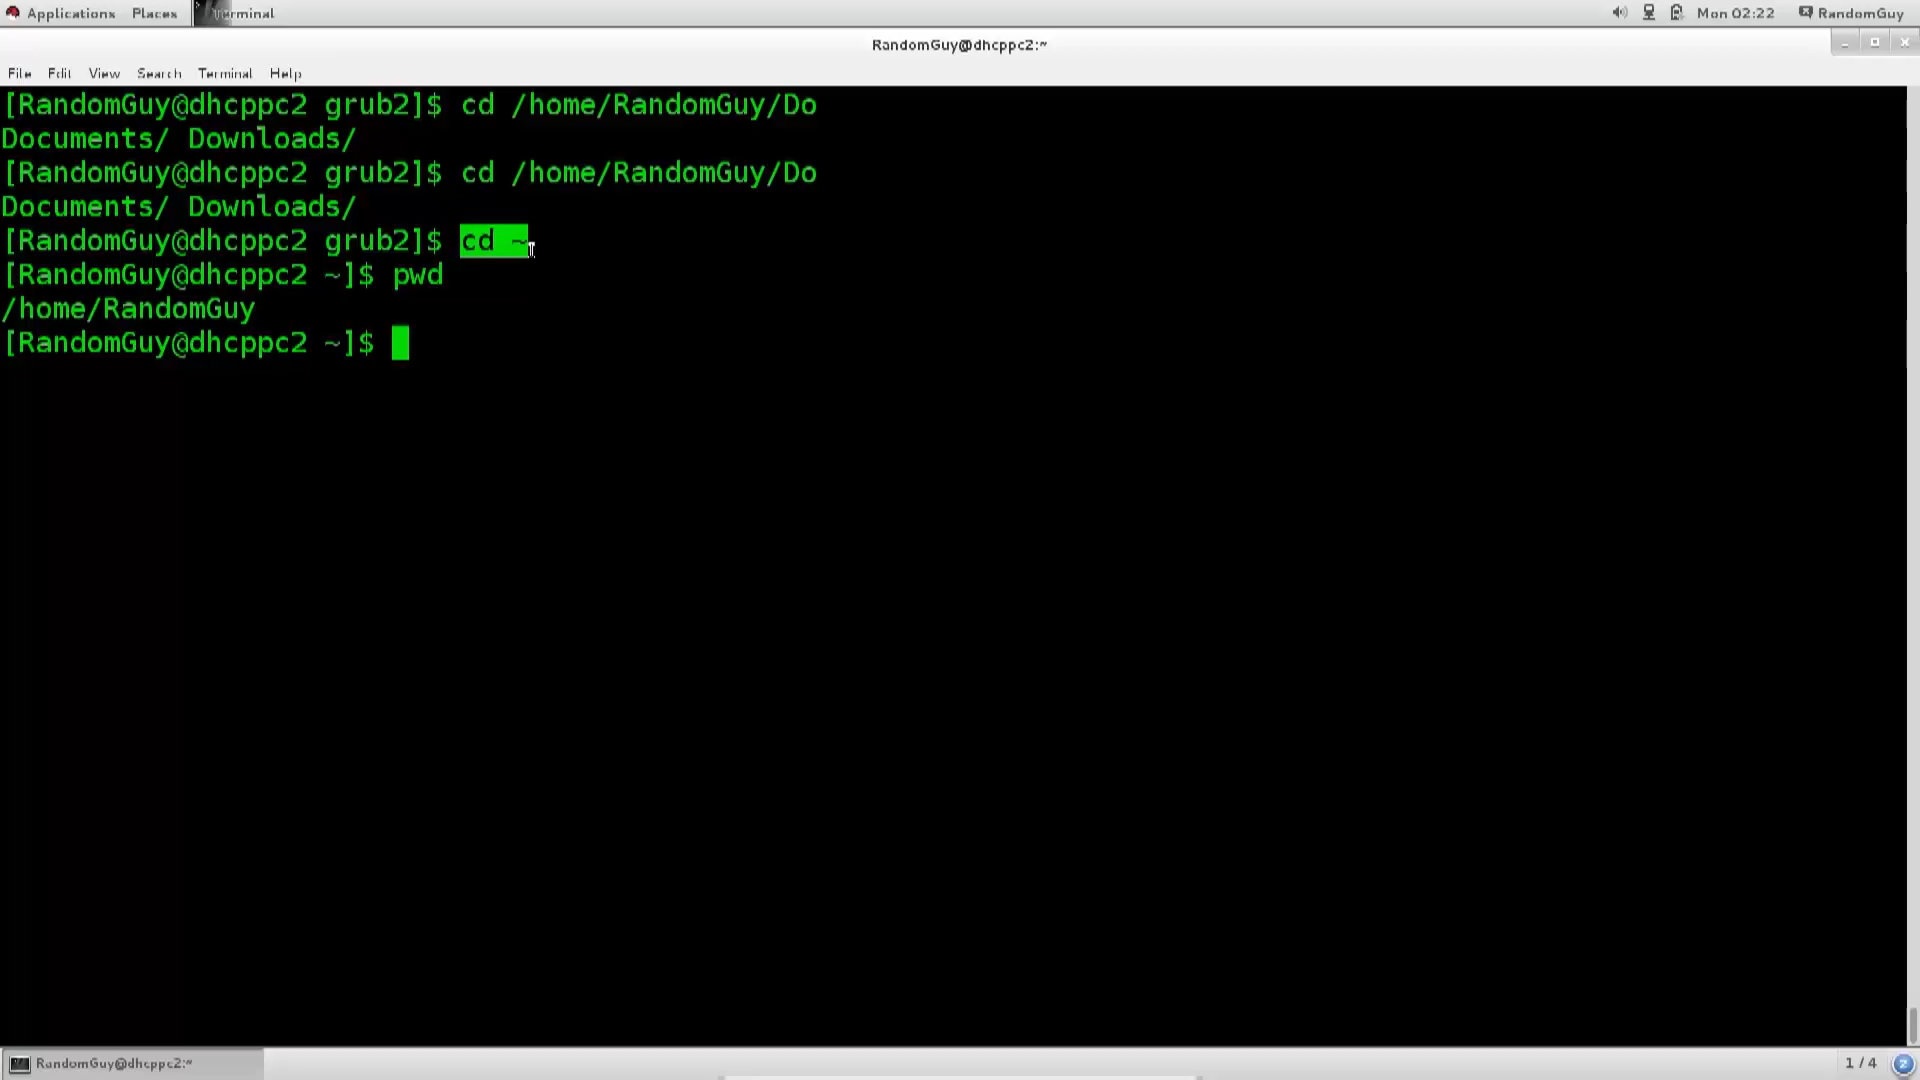 Applications Places Terminal Mon 02:22 RandomGuy
RandomGuy@dhcppc2:~
File Edit View Search Terminal Help
[RandomGuy@dhcppc2 grub2]$ cd /home/RandomGuy/Do
Documents/ Downloads/
[RandomGuy@dhcppc2 grub2]$ cd /home/RandomGuy/Do
Documents/ Downloads/
[RandomGuy@dhcppc2 grub2]$ cd ~
[RandomGuy@dhcppc2 ~]$ pwd
/home/RandomGuy
[RandomGuy@dhcppc2 ~]$
RandomGuy@dhcppc2:~ 1 / 4 2